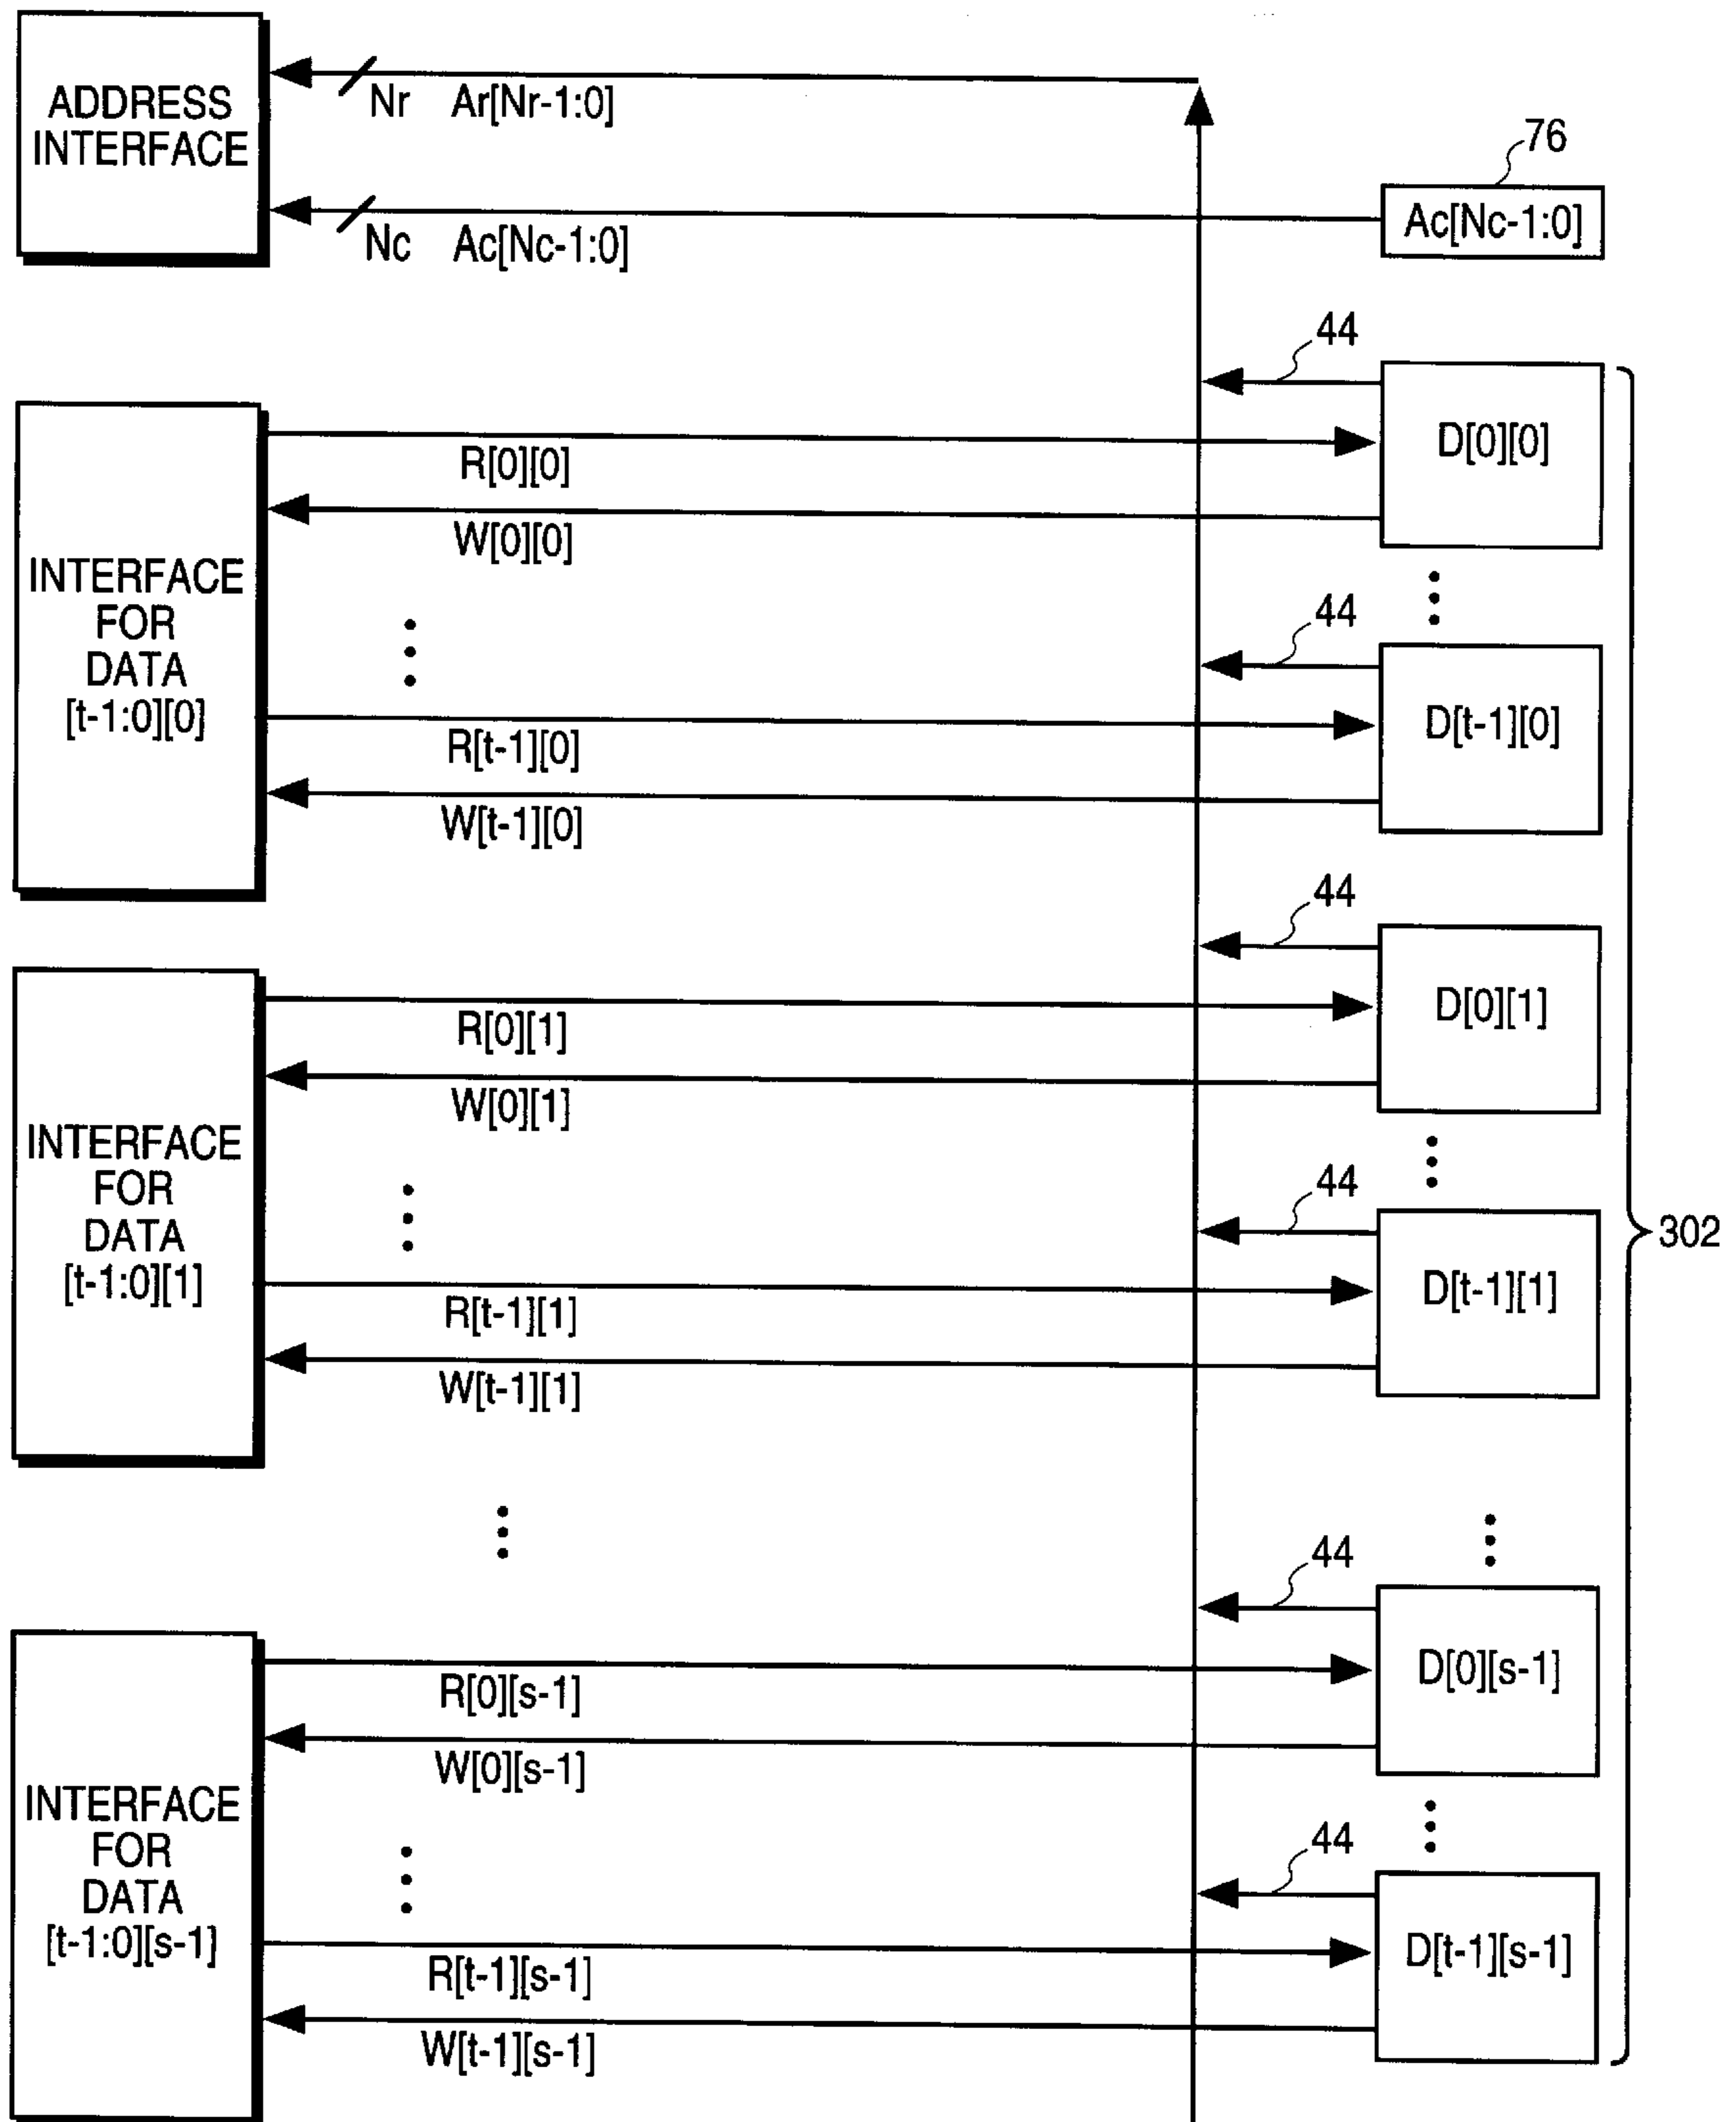 ADDRESS
INTERFACE
Nr Ar[Nr-1:0]
Nc Ac[Nc-1:0]
76
Ac[Nc-1:0]
44
D[0][0]
R[0][0]
W[0][0]
INTERFACE
FOR
DATA
[t-1:0][0]
44
D[t-1][0]
R[t-1][0]
W[t-1][0]
44
D[0][1]
R[0][1]
W[0][1]
INTERFACE
FOR
DATA
[t-1:0][1]
44
D[t-1][1]
302
R[t-1][1]
W[t-1][1]
44
D[0][s-1]
R[0][s-1]
W[0][s-1]
INTERFACE
FOR
DATA
[t-1:0][s-1]
44
D[t-1][s-1]
R[t-1][s-1]
W[t-1][s-1]